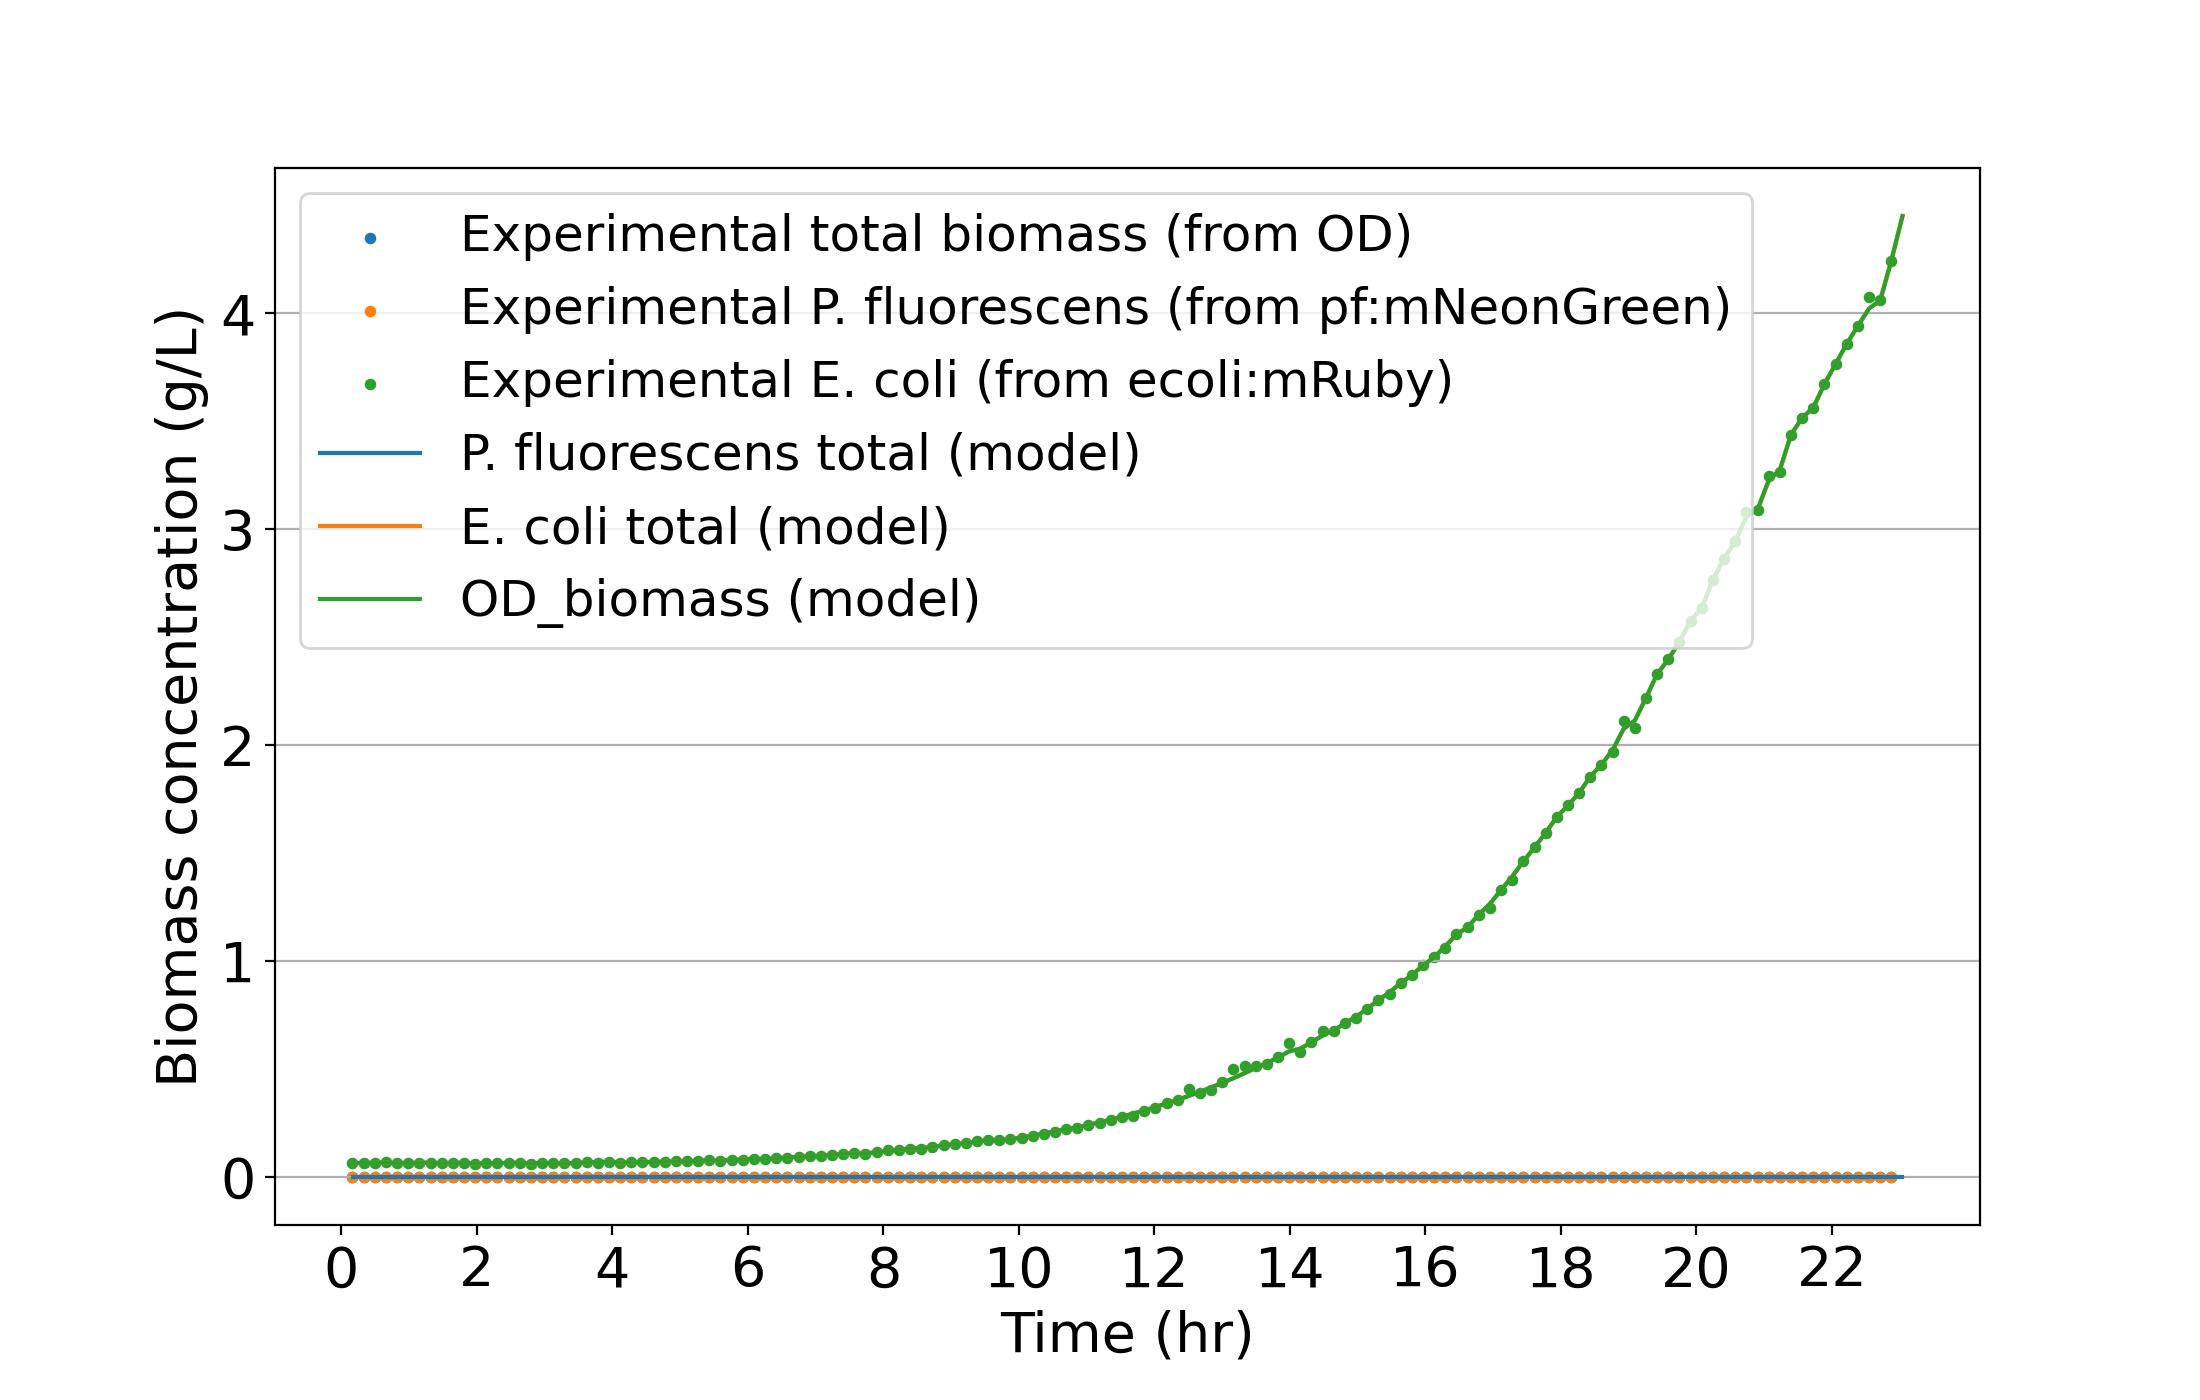 Experimental total biomass (from OD)
Experimental P. fluorescens (from pf:mNeonGreen)
Experimental E. coli (from ecoli:mRuby)
P. fluorescens total (model)
E. coli total (model)
OD_biomass (model)
Biomass concentration (g/L)
4
3
2
1
0
0 2 4 6 8 10 12 14 16 18 20 22
Time (hr)